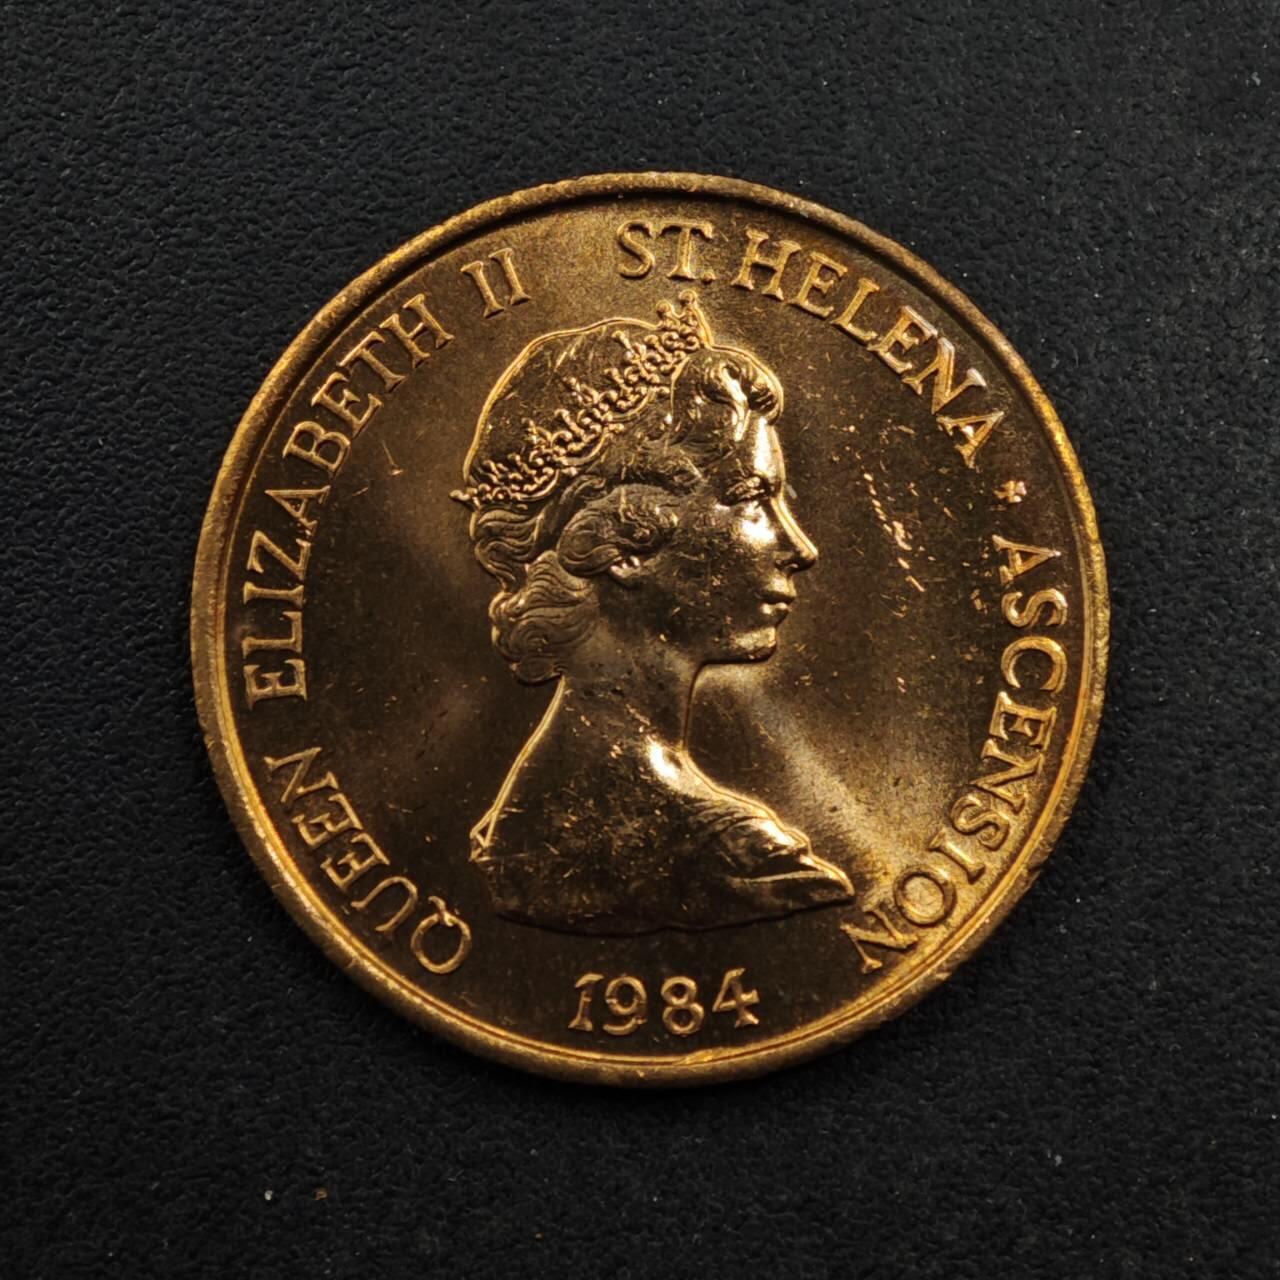 QUEEN ELIZABETH II ST. HELENA * ASCENSION
1984